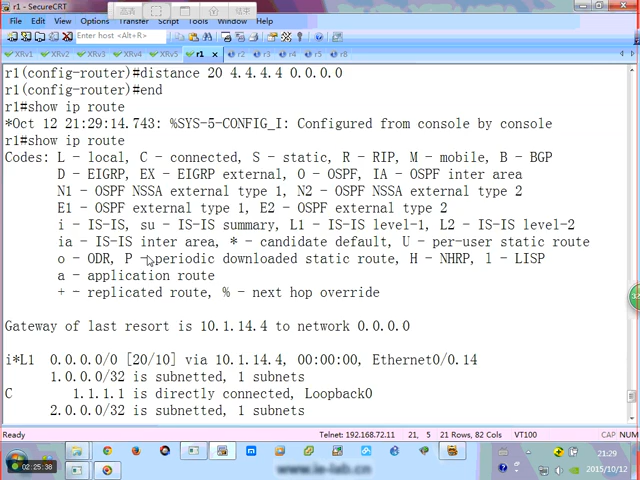 r1 - SecureCRT
File Edit View Options Transfer Script Tools Window Help
Enter host <Alt+R>
XRv1 XRv2 XRv3 XRv4 XRv5 r1 r2 r3 r4 r5 r8
r1(config-router)#distance 20 4.4.4.4 0.0.0.0
r1(config-router)#end
r1#show ip route
*Oct 12 21:29:14.743: %SYS-5-CONFIG_I: Configured from console by console
r1#show ip route
Codes: L - local, C - connected, S - static, R - RIP, M - mobile, B - BGP
D - EIGRP, EX - EIGRP external, O - OSPF, IA - OSPF inter area
N1 - OSPF NSSA external type 1, N2 - OSPF NSSA external type 2
E1 - OSPF external type 1, E2 - OSPF external type 2
i - IS-IS, su - IS-IS summary, L1 - IS-IS level-1, L2 - IS-IS level-2
ia - IS-IS inter area, * - candidate default, U - per-user static route
o - ODR, P - periodic downloaded static route, H - NHRP, l - LISP
a - application route
+ - replicated route, % - next hop override
Gateway of last resort is 10.1.14.4 to network 0.0.0.0
i*L1 0.0.0.0/0 [20/10] via 10.1.14.4, 00:00:00, Ethernet0/0.14
1.0.0.0/32 is subnetted, 1 subnets
C 1.1.1.1 is directly connected, Loopback0
2.0.0.0/32 is subnetted, 1 subnets
Ready Telnet: 192.168.72.11 21, 5 21 Rows, 82 Cols VT100 CAP NUM
02:25:38
www.ie-lab.cn
21:29
2015/10/12